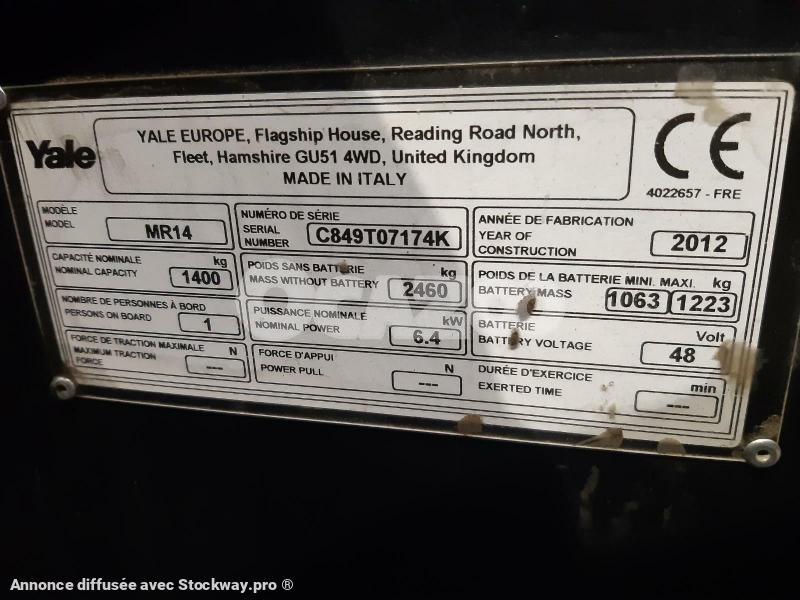 Yale
YALE EUROPE, Flagship House, Reading Road North,
Fleet, Hamshire GU51 4WD, United Kingdom
MADE IN ITALY
CE
4022657 - FRE
MODÈLE
MODEL
MR14
NUMÉRO DE SÉRIE
SERIAL
NUMBER
C849T07174K
ANNÉE DE FABRICATION
YEAR OF
CONSTRUCTION
2012
CAPACITÉ NOMINALE kg
NOMINAL CAPACITY
1400
POIDS SANS BATTERIE kg
MASS WITHOUT BATTERY
2460
POIDS DE LA BATTERIE MINI. MAXI. kg
BATTERY MASS
1063 1223
NOMBRE DE PERSONNES À BORD
PERSONS ON BOARD
1
PUISSANCE NOMINALE kW
NOMINAL POWER
6.4
BATTERIE Volt
BATTERY VOLTAGE
48
FORCE DE TRACTION MAXIMALE N
MAXIMUM TRACTION
FORCE
---
FORCE D'APPUI N
POWER PULL
---
DURÉE D'EXERCICE min
EXERTED TIME
---
Annonce diffusée avec Stockway.pro ®